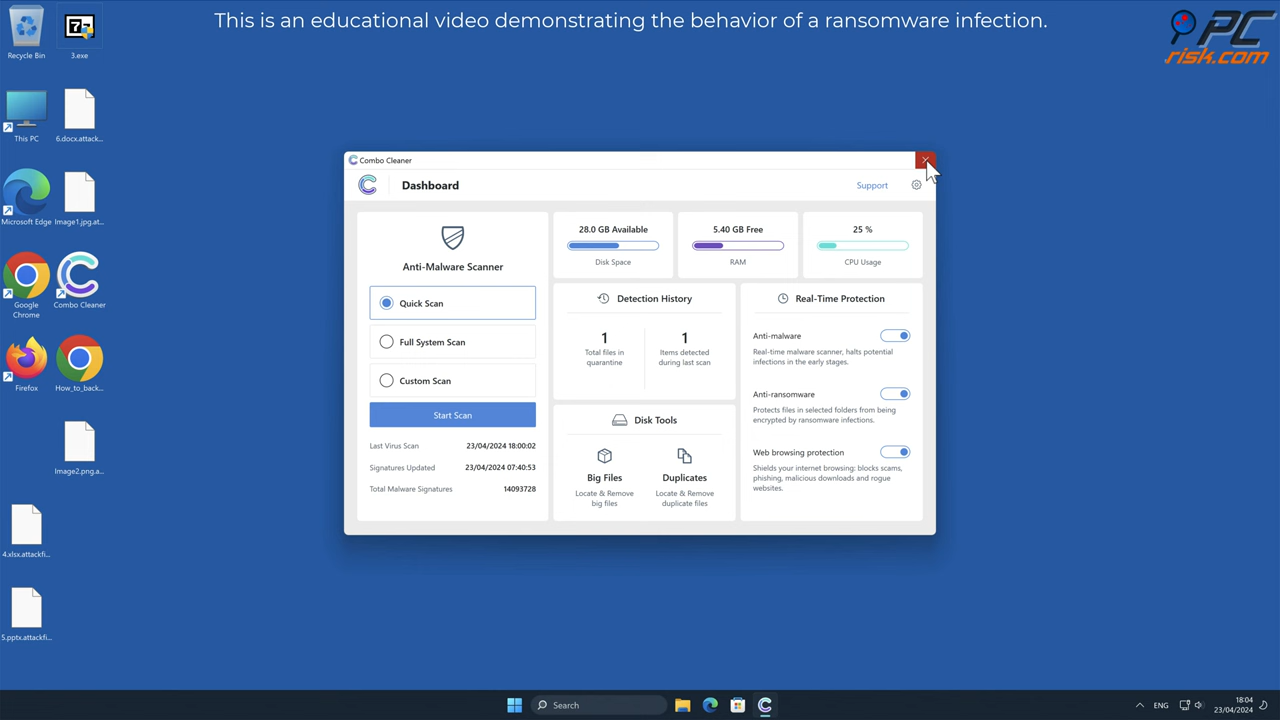 This is an educational video demonstrating the behavior of a ransomware infection.
PC
risk.com
Recycle Bin
3.exe
This PC
6.docx.attack...
Microsoft Edge
Image1.jpg.at...
Google
Chrome
Combo Cleaner
Firefox
How_to_back...
Image2.png.a...
4.xlsx.attackfi...
5.pptx.attackfi...
Combo Cleaner
Dashboard
Support
Anti-Malware Scanner
Quick Scan
Full System Scan
Custom Scan
Start Scan
Last Virus Scan 23/04/2024 18:00:02
Signatures Updated 23/04/2024 07:40:53
Total Malware Signatures 14093728
28.0 GB Available
Disk Space
5.40 GB Free
RAM
25 %
CPU Usage
Detection History
1
Total files in
quarantine
1
Items detected
during last scan
Disk Tools
Big Files
Locate & Remove
big files
Duplicates
Locate & Remove
duplicate files
Real-Time Protection
Anti-malware
Real-time malware scanner, halts potential
infections in the early stages.
Anti-ransomware
Protects files in selected folders from being
encrypted by ransomware infections.
Web browsing protection
Shields your internet browsing: blocks scams,
phishing, malicious downloads and rogue
websites.
Search
ENG
18:04
23/04/2024